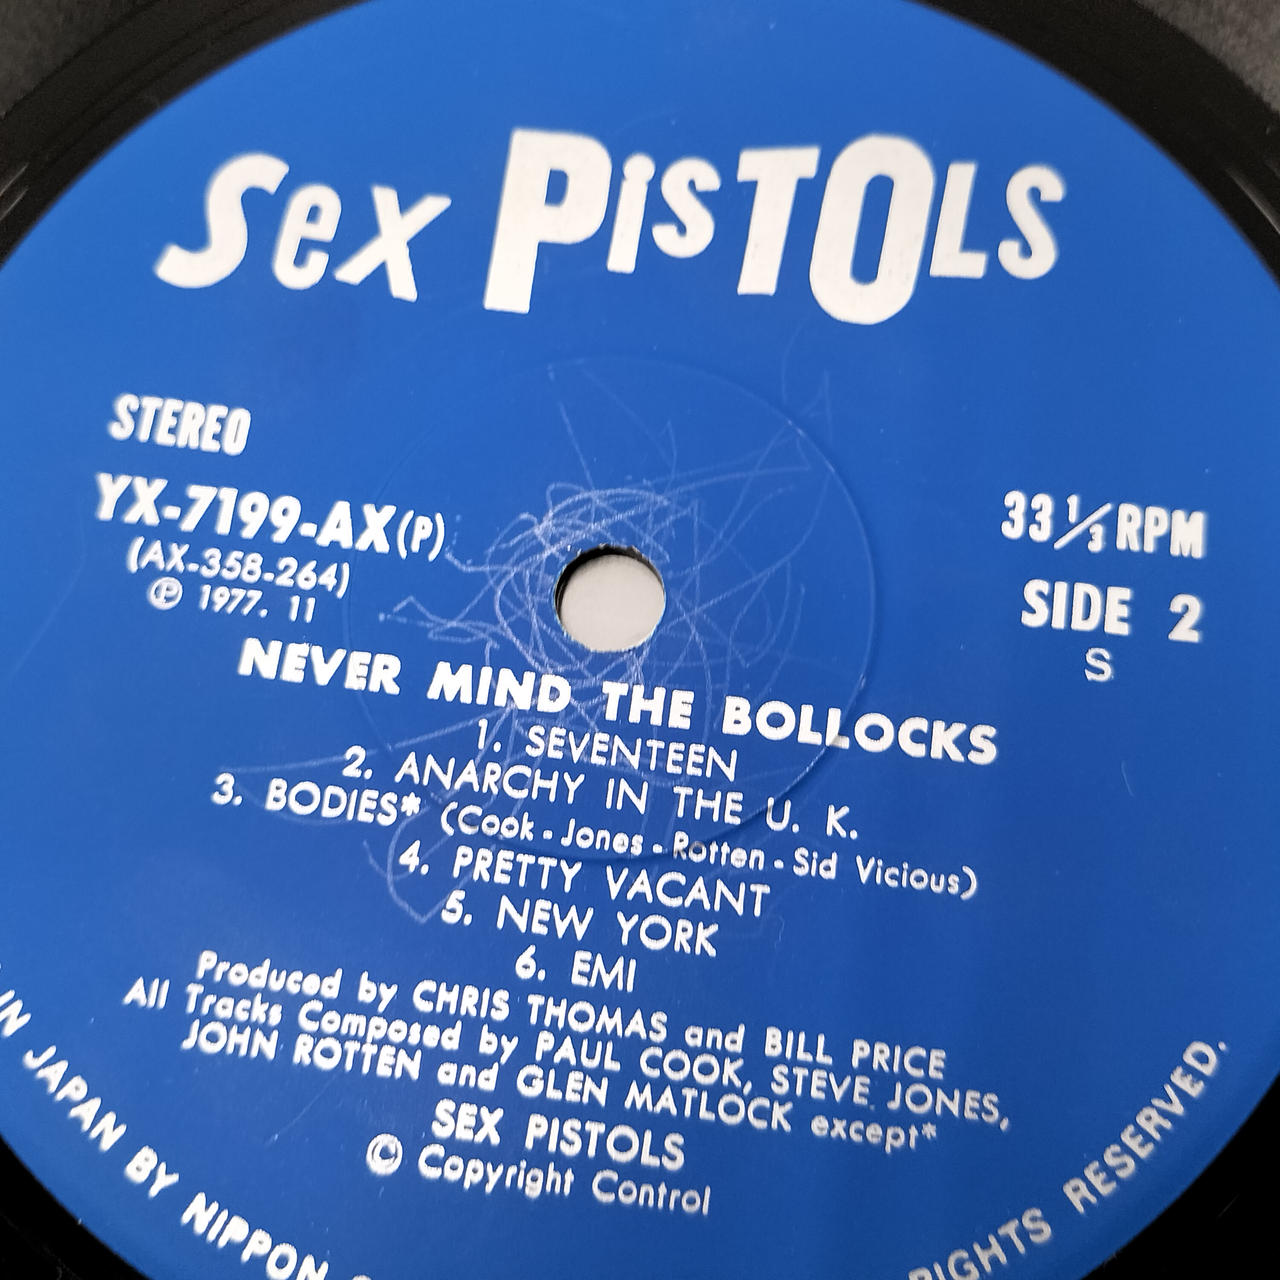 Sex PisTOLS
STEREO
YX-7199-AX(P)
(AX-358-264)
Ⓟ 1977. 11
33 1/3 RPM
SIDE 2
S
NEVER MIND THE BOLLOCKS
1. SEVENTEEN
2. ANARCHY IN THE U. K.
3. BODIES* (Cook - Jones - Rotten - Sid Vicious)
4. PRETTY VACANT
5. NEW YORK
6. EMI
Produced by CHRIS THOMAS and BILL PRICE
All Tracks Composed by PAUL COOK, STEVE JONES,
JOHN ROTTEN and GLEN MATLOCK except*
SEX PISTOLS
© Copyright Control
IN JAPAN BY NIPPON
RIGHTS RESERVED.